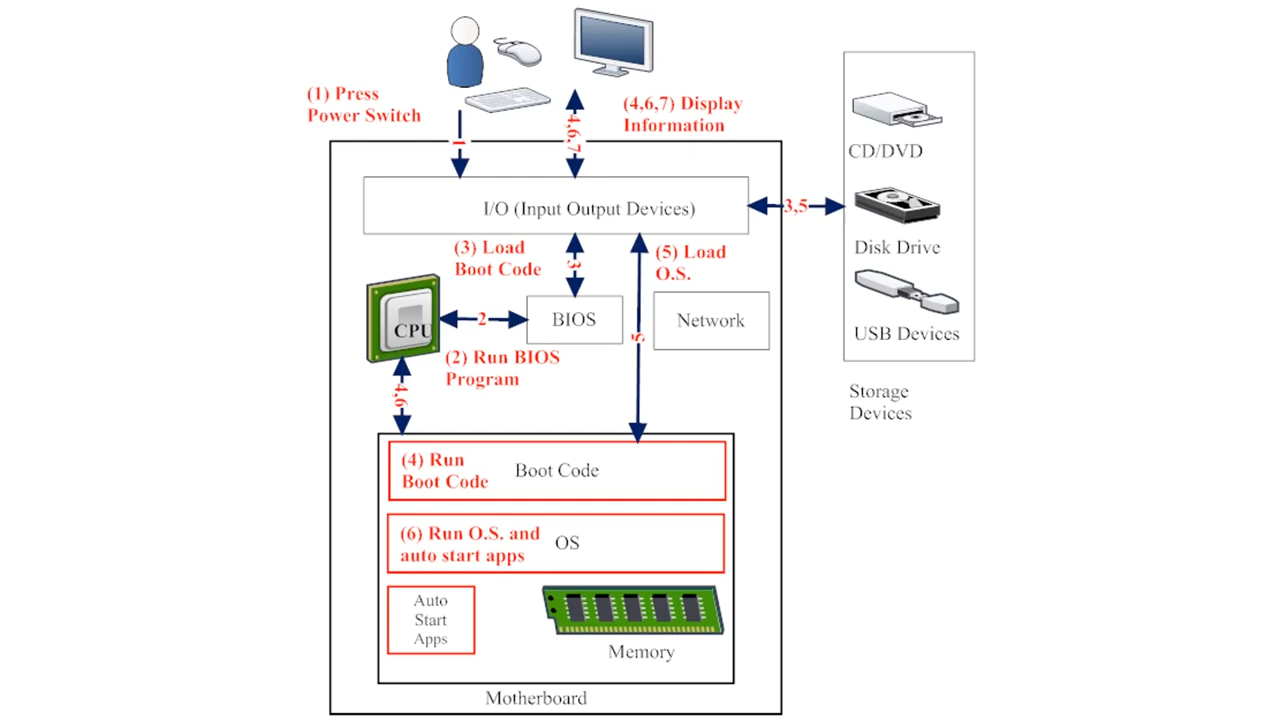 (1) Press
Power Switch
(4,6,7) Display
Information
1
4,6,7
CD/DVD
I/O (Input Output Devices)
3,5
Disk Drive
(3) Load
Boot Code
3
(5) Load
O.S.
CPU
2
BIOS
Network
USB Devices
5
(2) Run BIOS
Program
4,6
Storage
Devices
(4) Run
Boot Code
Boot Code
(6) Run O.S. and
auto start apps
OS
Auto
Start
Apps
Memory
Motherboard